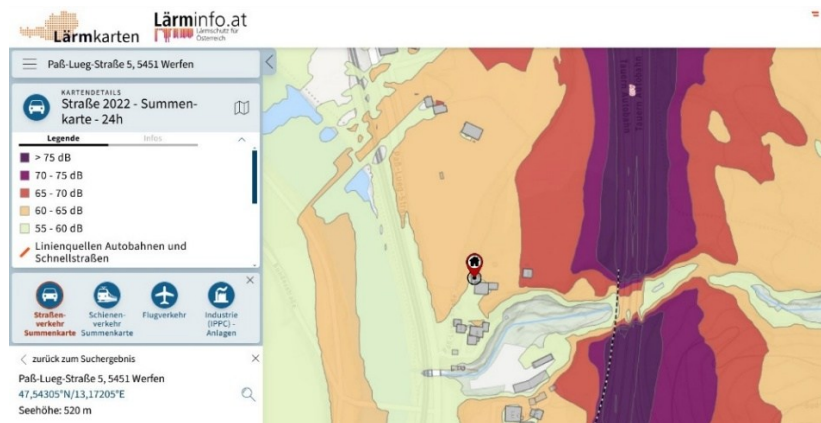 Lärmkarten
Lärminfo.at
Lärmschutz für
Österreich
Paß-Lueg-Straße 5, 5451 Werfen
KARTENDETAILS
Straße 2022 - Summen-
karte - 24h
Legende
Infos
> 75 dB
70 - 75 dB
65 - 70 dB
60 - 65 dB
55 - 60 dB
Linienquellen Autobahnen und
Schnellstraßen
Straßen-
verkehr
Summenkarte
Schienen-
verkehr
Summenkarte
Flugverkehr
Industrie
(IPPC) -
Anlagen
zurück zum Suchergebnis
Paß-Lueg-Straße 5, 5451 Werfen
47,54305°N/13,17205°E
Seehöhe: 520 m
Tauern Autobahn